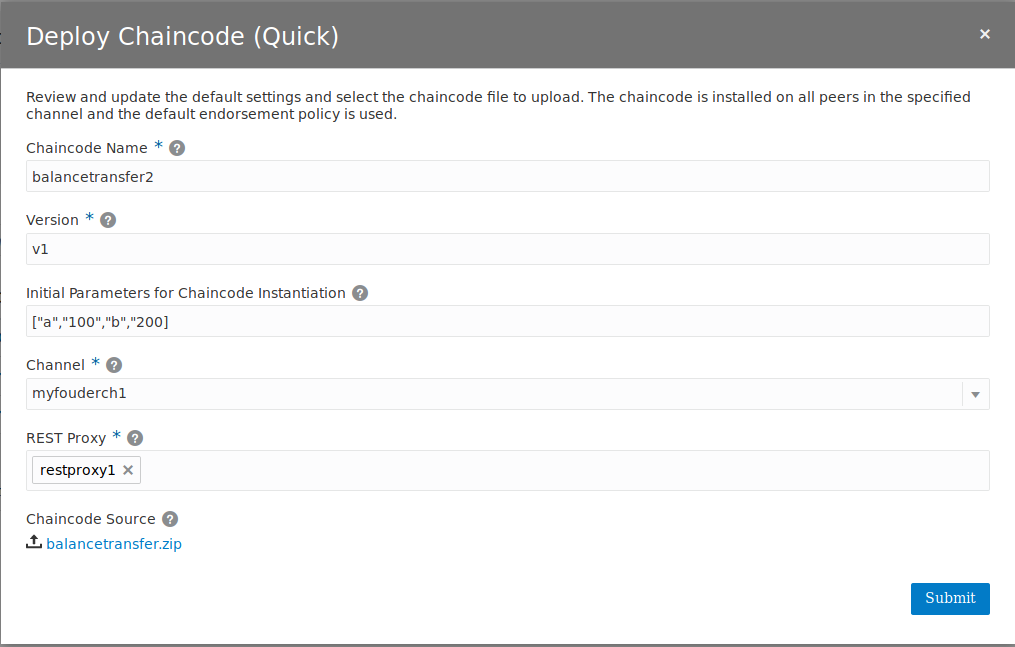 Deploy Chaincode (Quick) ×
Review and update the default settings and select the chaincode file to upload. The chaincode is installed on all peers in the specified
channel and the default endorsement policy is used.
Chaincode Name * ?
balancetransfer2
Version * ?
v1
Initial Parameters for Chaincode Instantiation ?
["a","100","b","200]
Channel * ?
myfouderch1
REST Proxy * ?
restproxy1 ×
Chaincode Source ?
balancetransfer.zip
Submit